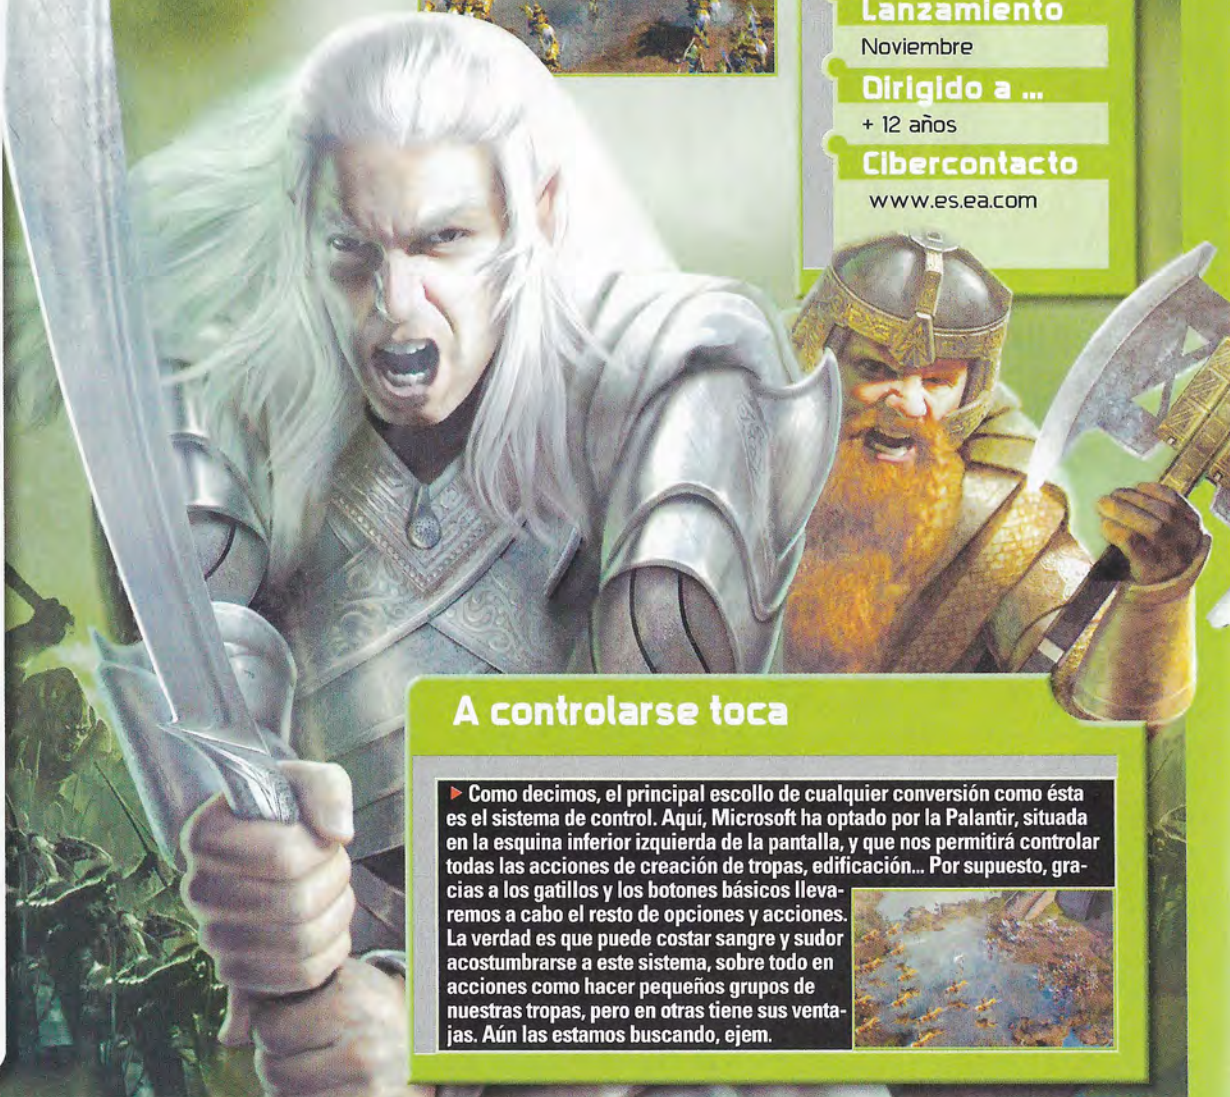 Lanzamiento
Noviembre
Dirigido a ...
+ 12 años
Cibercontacto
www.es.ea.com
A controlarse toca
Como decimos, el principal escollo de cualquier conversión como ésta
es el sistema de control. Aquí, Microsoft ha optado por la Palantir, situada
en la esquina inferior izquierda de la pantalla, y que nos permitirá controlar
todas las acciones de creación de tropas, edificación... Por supuesto, gra-
cias a los gatillos y los botones básicos lleva-
remos a cabo el resto de opciones y acciones.
La verdad es que puede costar sangre y sudor
acostumbrarse a este sistema, sobre todo en
acciones como hacer pequeños grupos de
nuestras tropas, pero en otras tiene sus venta-
jas. Aún las estamos buscando, ejem.